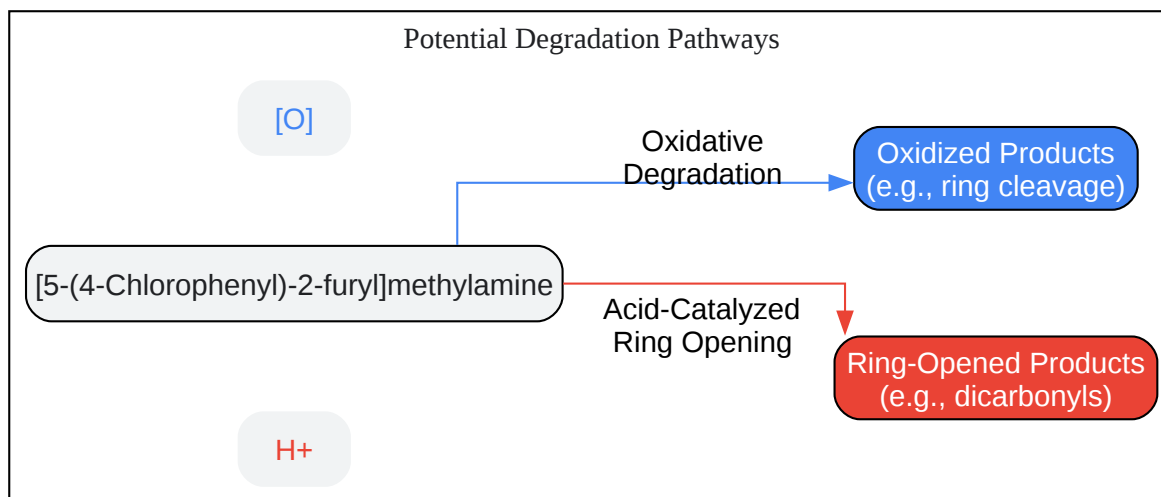 Potential Degradation Pathways
[O]
Oxidative
Degradation
Oxidized Products
(e.g., ring cleavage)
[5-(4-Chlorophenyl)-2-furyl]methylamine
Acid-Catalyzed
Ring Opening
Ring-Opened Products
(e.g., dicarbonyls)
H+